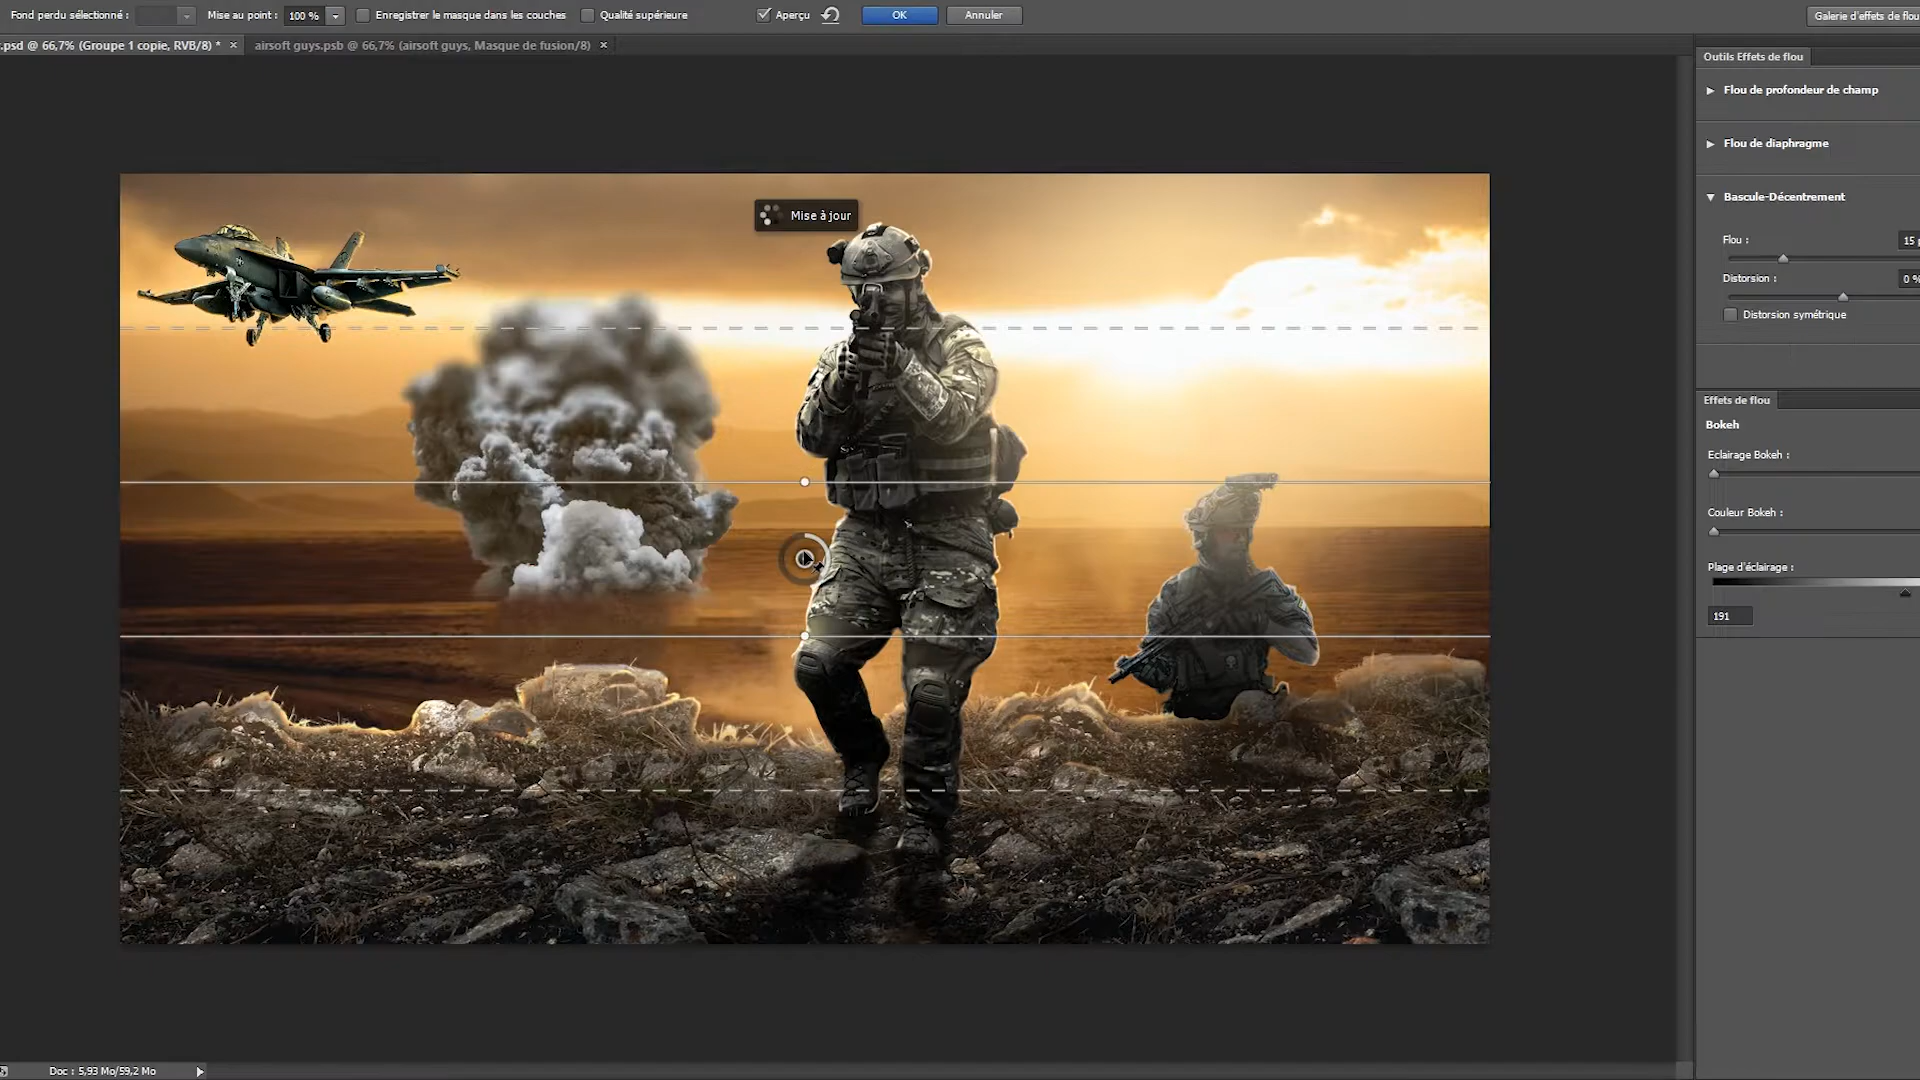 Fond perdu sélectionné :
Mise au point : 100 %
Enregistrer le masque dans les couches
Qualité supérieure
Aperçu
OK
Annuler
Galerie d'effets de flou
.psd @ 66,7% (Groupe 1 copie, RVB/8) * ×
airsoft guys.psb @ 66,7% (airsoft guys, Masque de fusion/8) ×
Outils Effets de flou
Flou de profondeur de champ
Flou de diaphragme
Bascule-Décentrement
Flou : 15 p
Distorsion : 0 %
Distorsion symétrique
Mise à jour
Effets de flou
Bokeh
Eclairage Bokeh :
Couleur Bokeh :
Plage d'éclairage :
191
Doc : 5,93 Mo/59,2 Mo